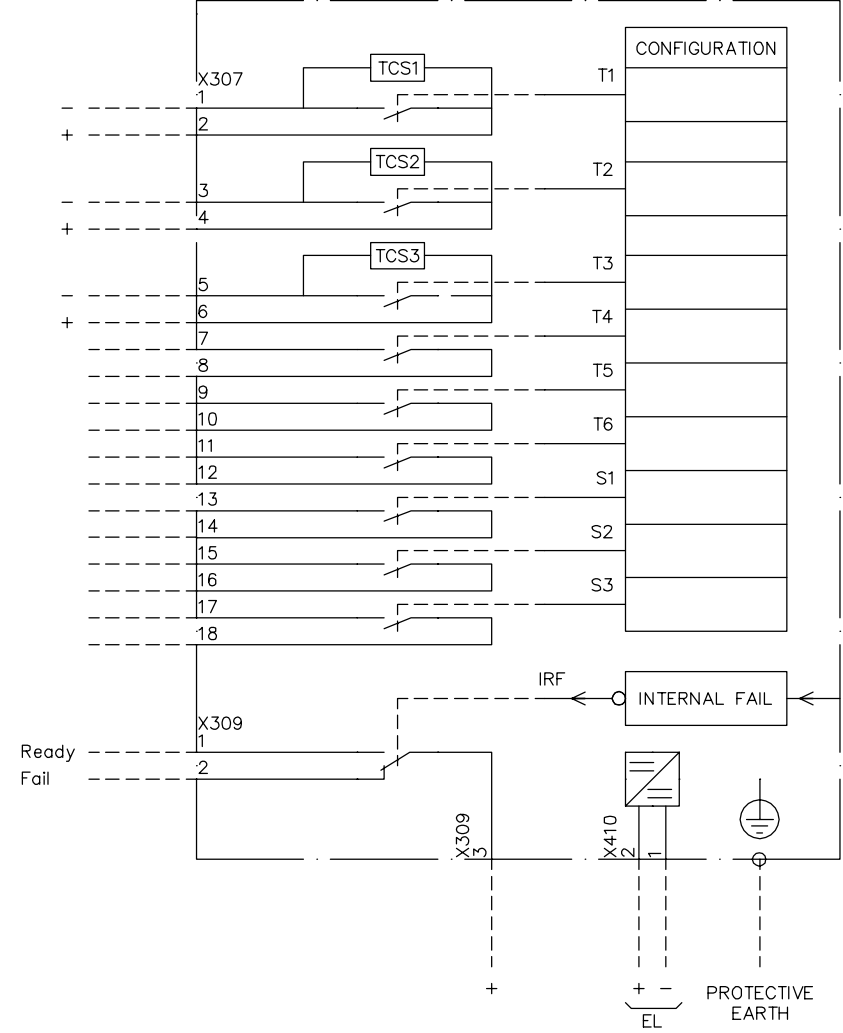 CONFIGURATION
TCS1
T1
X307
1
-
2
+
TCS2
T2
3
-
4
+
TCS3
T3
5
-
6
+
T4
7
8
T5
9
10
T6
11
12
S1
13
14
S2
15
16
S3
17
18
IRF
INTERNAL FAIL
X309
1
Ready
2
Fail
X309
3
X410
2
1
+
+ -
EL
PROTECTIVE
EARTH